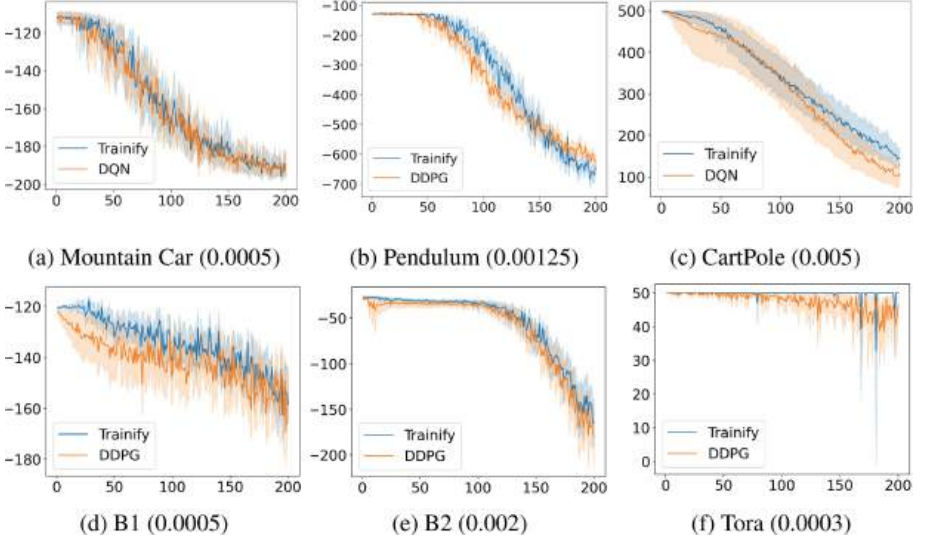 −120
−140
−160
−180
−200
0 50 100 150 200
Trainify
DQN
(a) Mountain Car (0.0005)
−100
−200
−300
−400
−500
−600
−700
0 50 100 150 200
Trainify
DDPG
(b) Pendulum (0.00125)
500
400
300
200
100
0 50 100 150 200
Trainify
DQN
(c) CartPole (0.005)
−120
−140
−160
−180
0 50 100 150 200
Trainify
DDPG
(d) B1 (0.0005)
−50
−100
−150
−200
0 50 100 150 200
Trainify
DDPG
(e) B2 (0.002)
50
40
30
20
10
0
0 50 100 150 200
Trainify
DDPG
(f) Tora (0.0003)